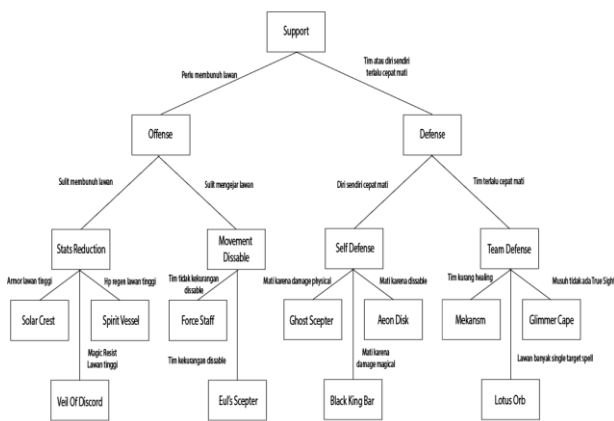 Support
Perlu membunuh lawan
Tim atau diri sendiri
terlalu cepat mati
Offense
Defense
Sulit membunuh lawan
Sulit mengejar lawan
Diri sendiri cepat mati
Tim terlalu cepat mati
Stats Reduction
Movement
Dissable
Self Defense
Team Defense
Armor lawan tinggi
Hp regen lawan tinggi
Tim tidak kekurangan
dissable
Mati karena damage physical
Mati karena dissable
Tim kurang healing
Musuh tidak ada True Sight
Solar Crest
Spirit Vessel
Force Staff
Ghost Scepter
Aeon Disk
Mekansm
Glimmer Cape
Magic Resist
Lawan tinggi
Tim kekurangan dissable
Mati karena
damage magical
Lawan banyak single target spell
Veil Of Discord
Eul's Scepter
Black King Bar
Lotus Orb